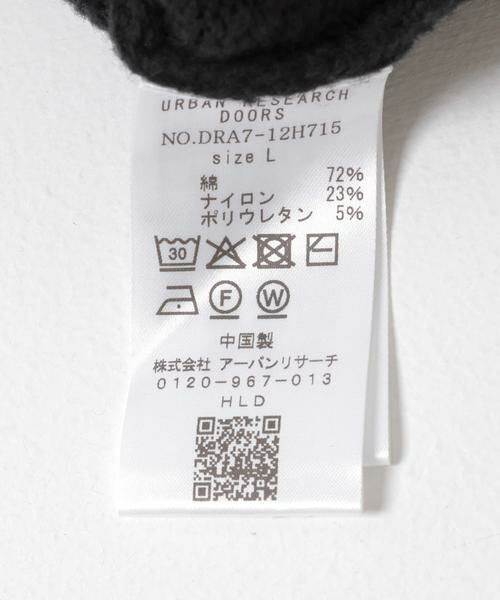 URBAN RESEARCH
DOORS
NO.DRA7-12H715
size L
綿 72%
ナイロン 23%
ポリウレタン 5%
30
F W
中国製
株式会社 アーバンリサーチ
0120-967-013
HLD